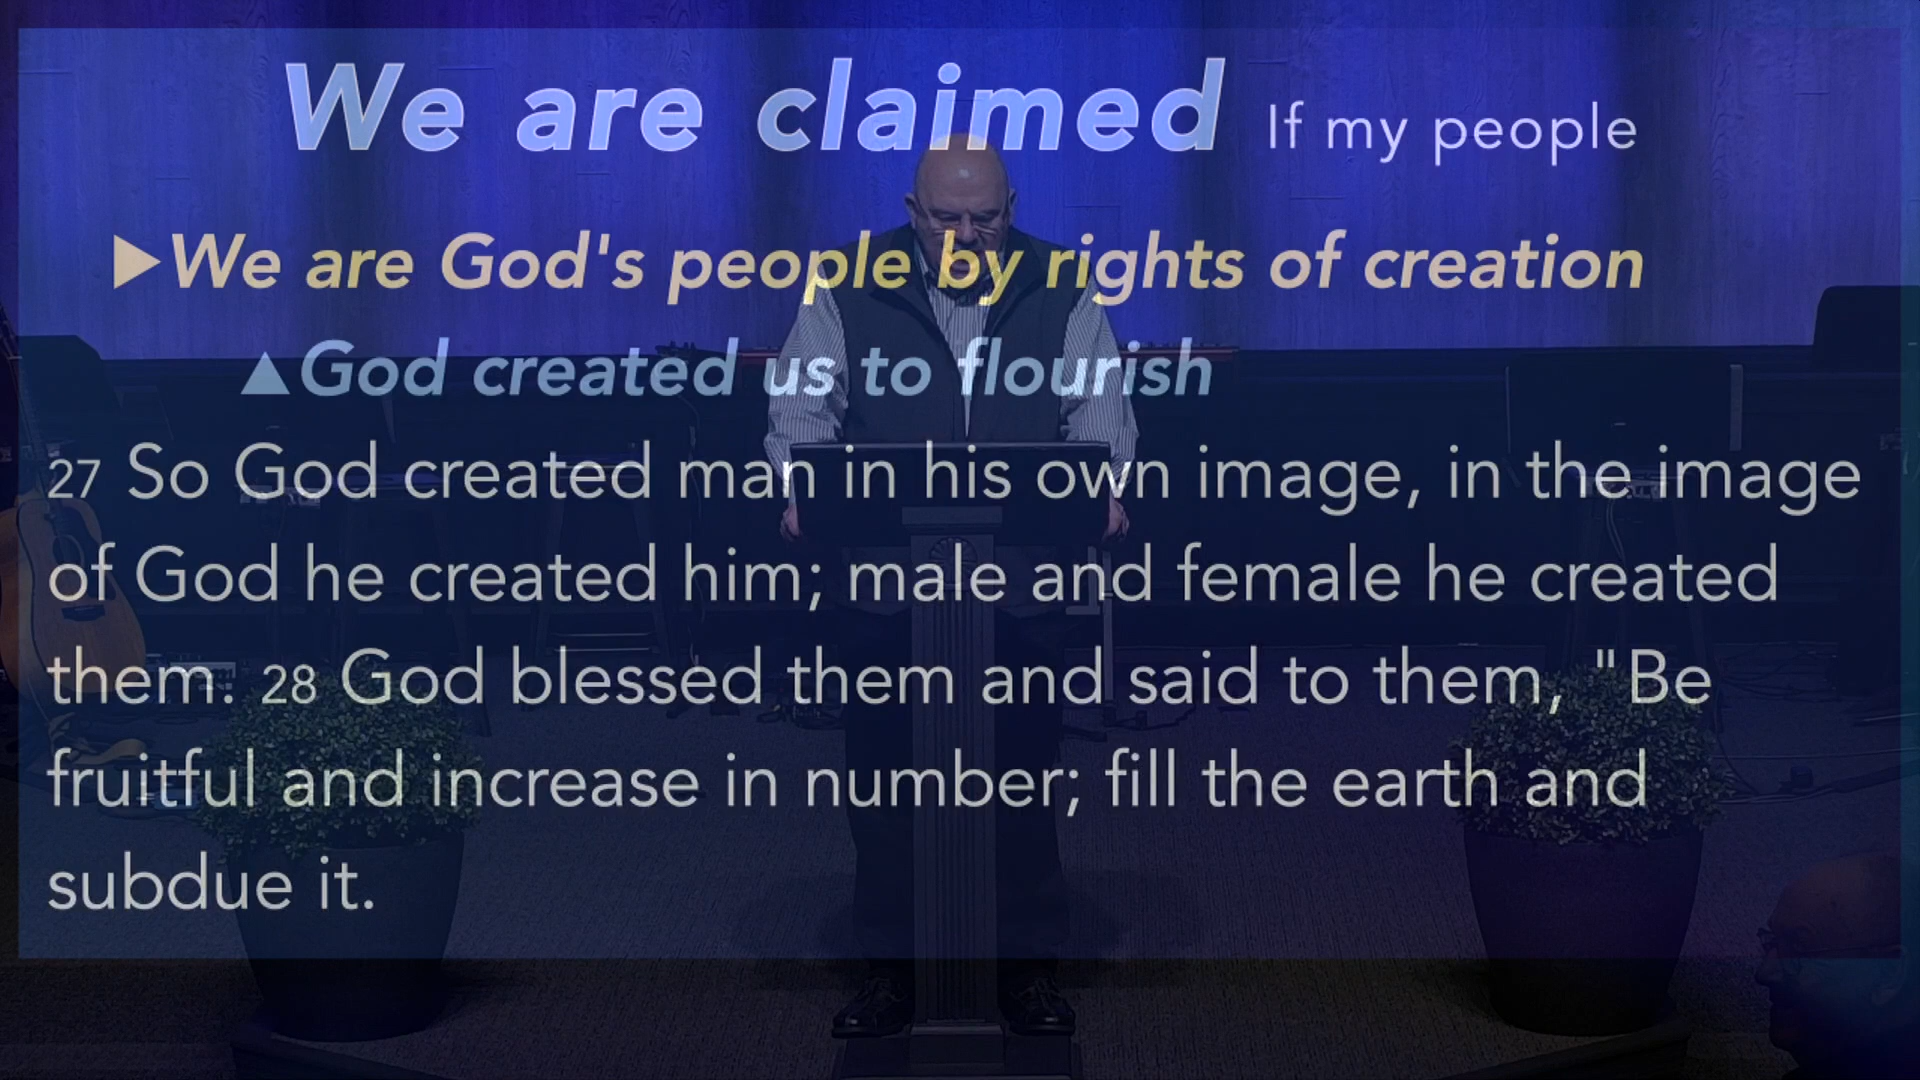 We are claimed If my people
▶We are God's people by rights of creation
▲God created us to flourish
27 So God created man in his own image, in the image
of God he created him; male and female he created
them. 28 God blessed them and said to them, "Be
fruitful and increase in number; fill the earth and
subdue it.